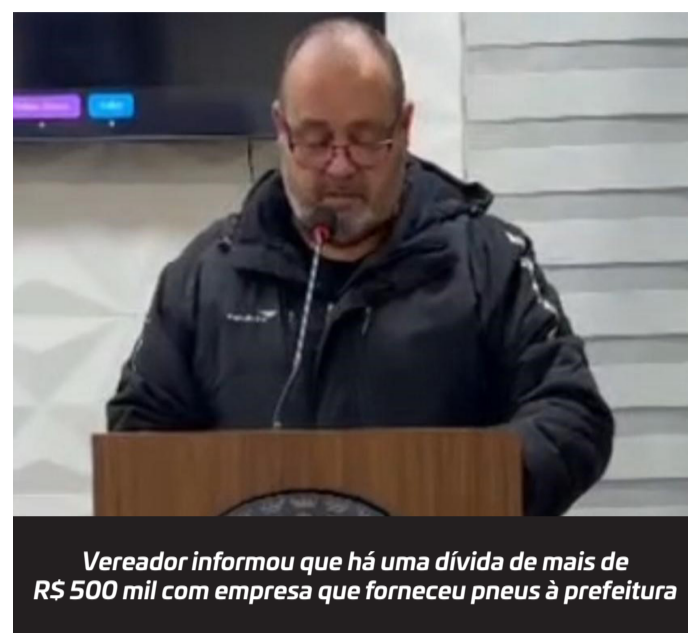 Vereador informou que há uma dívida de mais de
R$ 500 mil com empresa que forneceu pneus à prefeitura